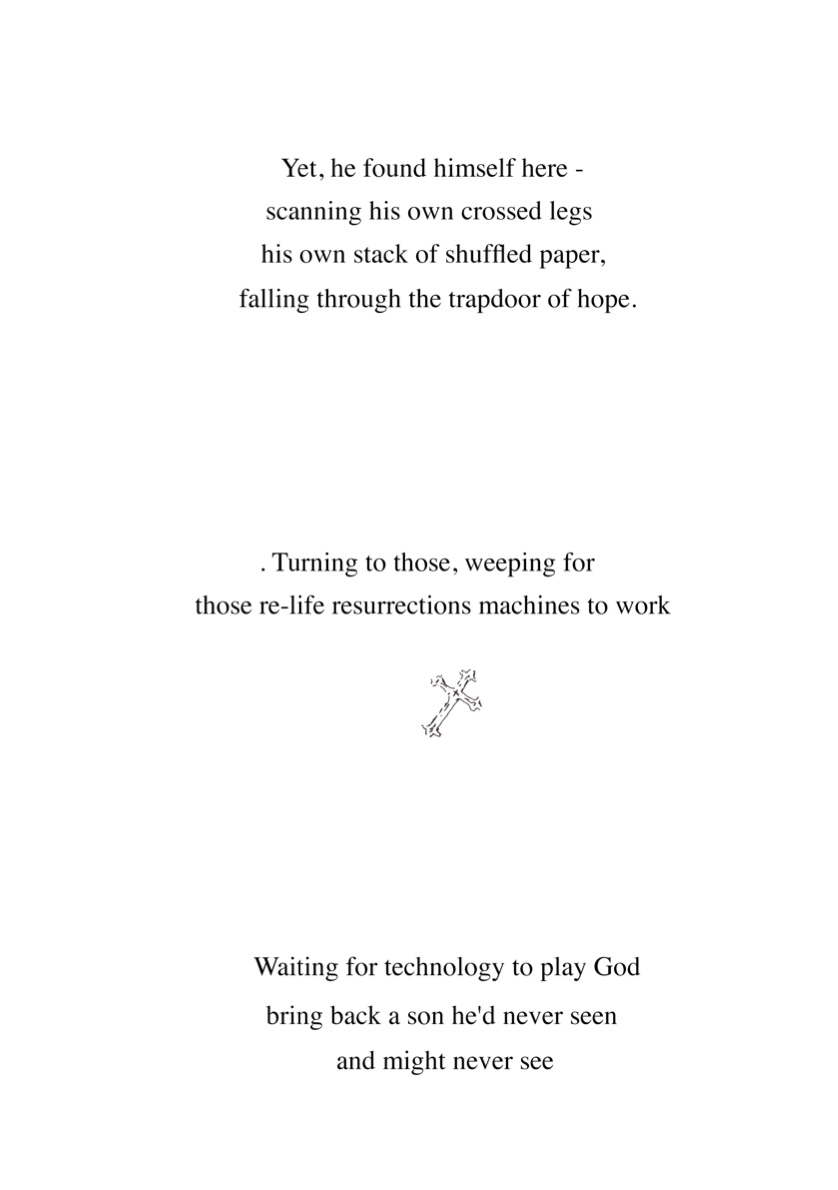 Yet, he found himself here -
scanning his own crossed legs
his own stack of shuffled paper,
falling through the trapdoor of hope.
. Turning to those, weeping for
those re-life resurrections machines to work
Waiting for technology to play God
bring back a son he'd never seen
and might never see